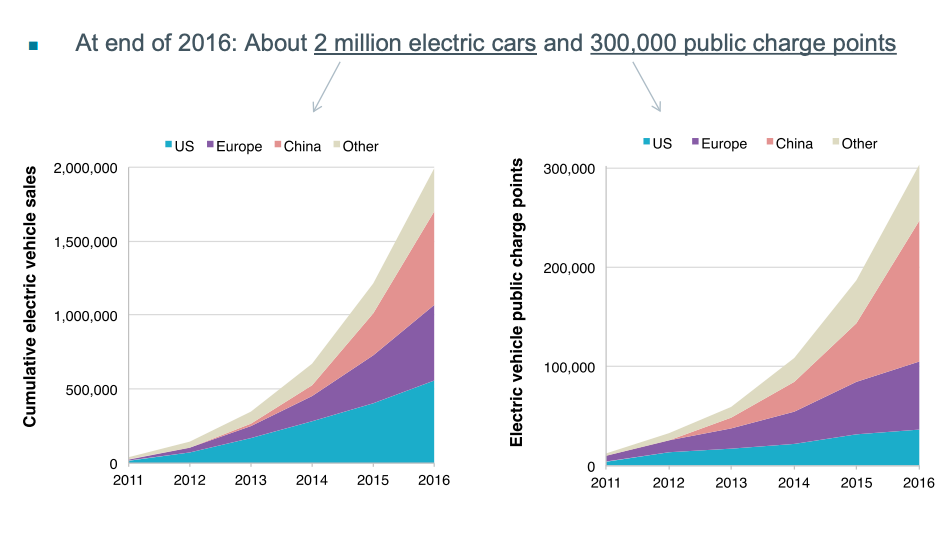 At end of 2016: About 2 million electric cars and 300,000 public charge points
US Europe China Other
Cumulative electric vehicle sales
2,000,000
1,500,000
1,000,000
500,000
0
2011 2012 2013 2014 2015 2016
US Europe China Other
Electric vehicle public charge points
300,000
200,000
100,000
0
2011 2012 2013 2014 2015 2016